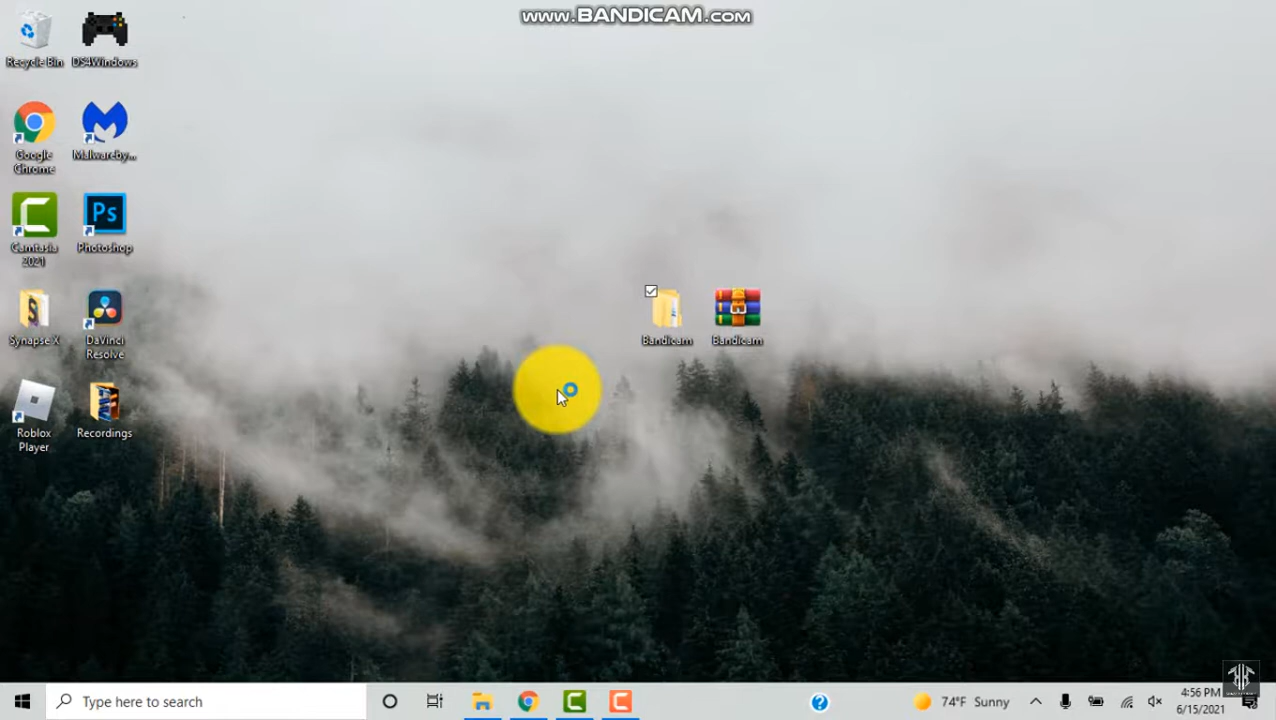 www.BANDICAM.com
Recycle Bin
DS4Windows
Google
Chrome
Malwareby...
Camtasia
2021
Photoshop
Synapse X
DaVinci
Resolve
Roblox
Player
Recordings
Bandicam
Bandicam
Ps
Type here to search
74°F Sunny
4:56 PM
6/15/2021